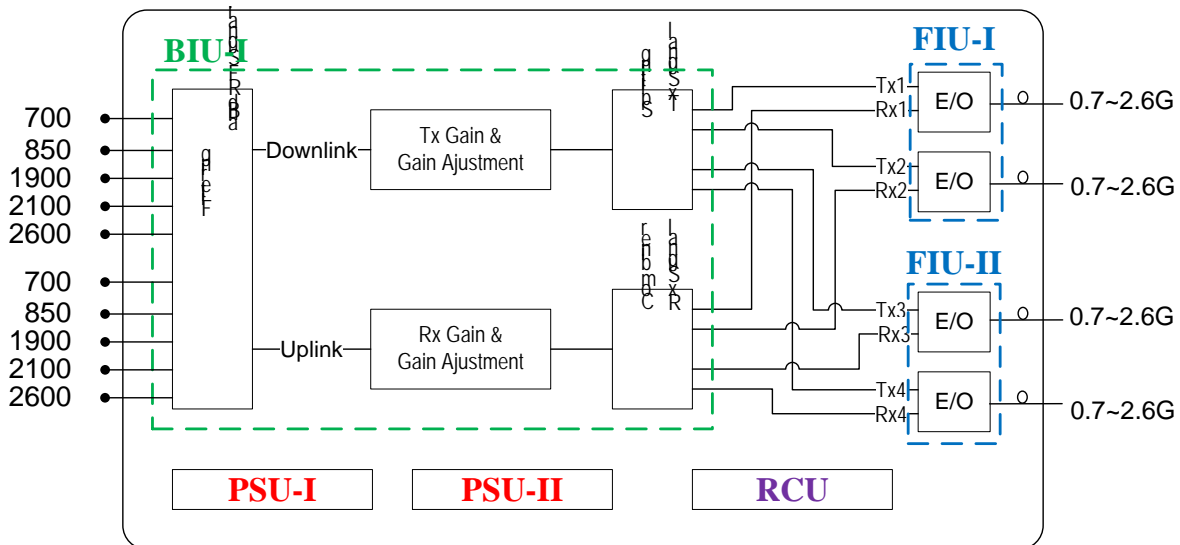 BIU-I
FIU-I
700
850
1900
2100
2600
700
850
1900
2100
2600
Downlink
Uplink
Tx Gain &
Gain Ajustment
Rx Gain &
Gain Ajustment
Tx1
Rx1
Tx2
Rx2
E/O
0.7~2.6G
E/O
0.7~2.6G
FIU-II
Tx3
Rx3
Tx4
Rx4
E/O
0.7~2.6G
E/O
0.7~2.6G
PSU-I
PSU-II
RCU